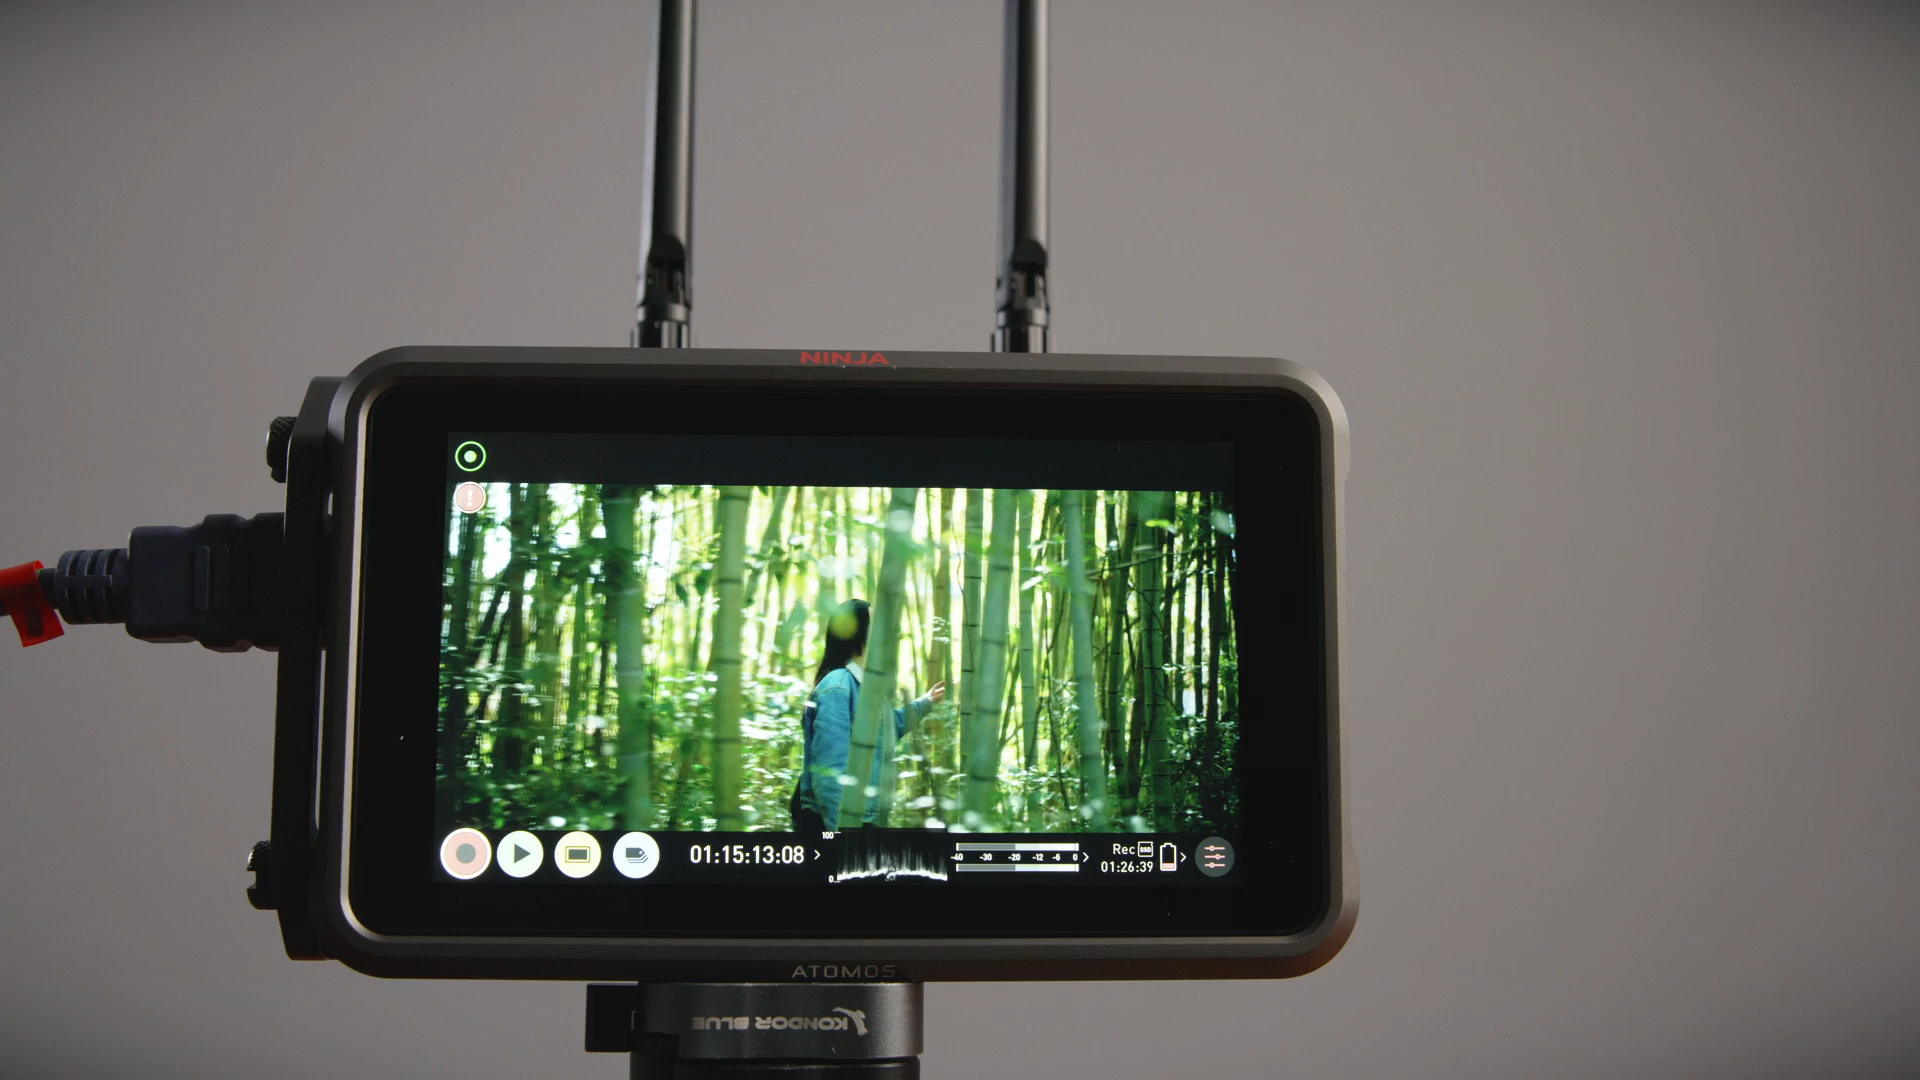 NINJA
01:15:13:08
100
0
-40 -30 -20 -12 -6 0
Rec SSD
01:26:39
ATOMOS
KONDOR BLUE